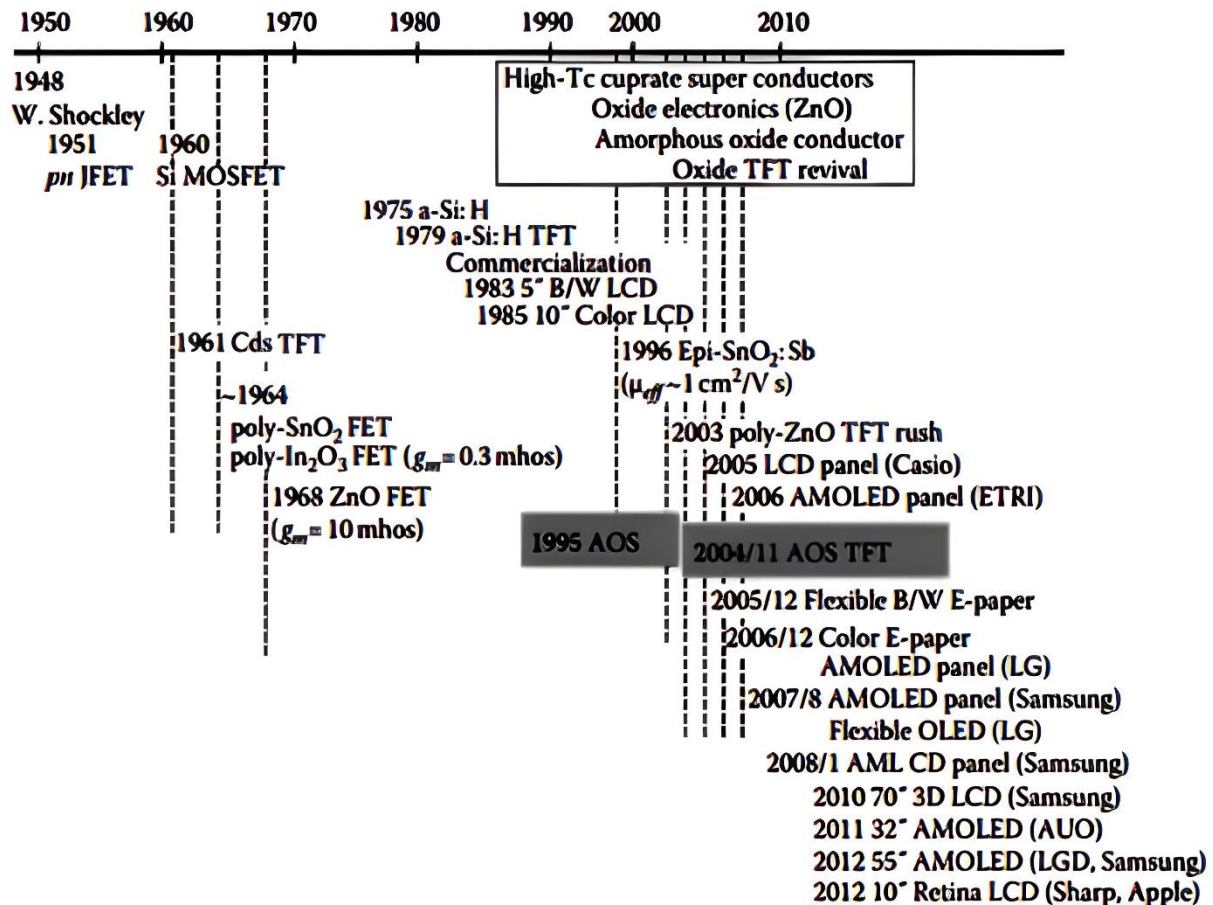 1950 1960 1970 1980 1990 2000 2010
1948
W. Shockley
1951
pn JFET
1960
Si MOSFET
High-Tc cuprate super conductors
Oxide electronics (ZnO)
Amorphous oxide conductor
Oxide TFT revival
1975 a-Si: H
1979 a-Si: H TFT
Commercialization
1983 5″ B/W LCD
1985 10″ Color LCD
1961 Cds TFT
1996 Epi-SnO₂: Sb
(μeff ~1 cm²/V s)
~1964
poly-SnO₂ FET
poly-In₂O₃ FET (gm = 0.3 mhos)
2003 poly-ZnO TFT rush
2005 LCD panel (Casio)
2006 AMOLED panel (ETRI)
1968 ZnO FET
(gm = 10 mhos)
1995 AOS
2004/11 AOS TFT
2005/12 Flexible B/W E-paper
2006/12 Color E-paper
AMOLED panel (LG)
2007/8 AMOLED panel (Samsung)
Flexible OLED (LG)
2008/1 AML CD panel (Samsung)
2010 70″ 3D LCD (Samsung)
2011 32″ AMOLED (AUO)
2012 55″ AMOLED (LGD, Samsung)
2012 10″ Retina LCD (Sharp, Apple)